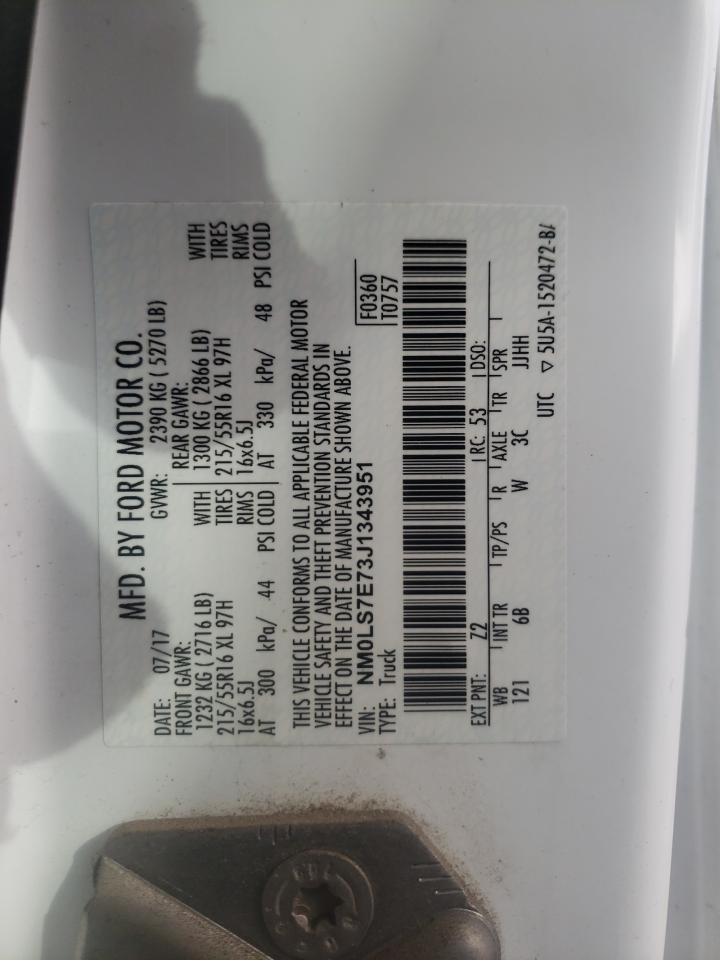 MFD. BY FORD MOTOR CO.
DATE: 07/17 GVWR: 2390 KG ( 5270 LB)
FRONT GAWR: REAR GAWR:
1232 KG ( 2716 LB) WITH 1300 KG ( 2866 LB) WITH
215/55R16 XL 97H TIRES 215/55R16 XL 97H TIRES
16x6.5J RIMS 16x6.5J RIMS
AT 300 kPa/ 44 PSI COLD AT 330 kPa/ 48 PSI COLD
THIS VEHICLE CONFORMS TO ALL APPLICABLE FEDERAL MOTOR
VEHICLE SAFETY AND THEFT PREVENTION STANDARDS IN
EFFECT ON THE DATE OF MANUFACTURE SHOWN ABOVE.
VIN: NM0LS7E73J1343951 F0360
TYPE: Truck T0757
EXT PNT: Z2 RC: 53 DSO:
WB INT TR TP/PS R AXLE TR SPR
121 6B W 3C JJHH
UTC ▽ 5U5A-1520472-BA